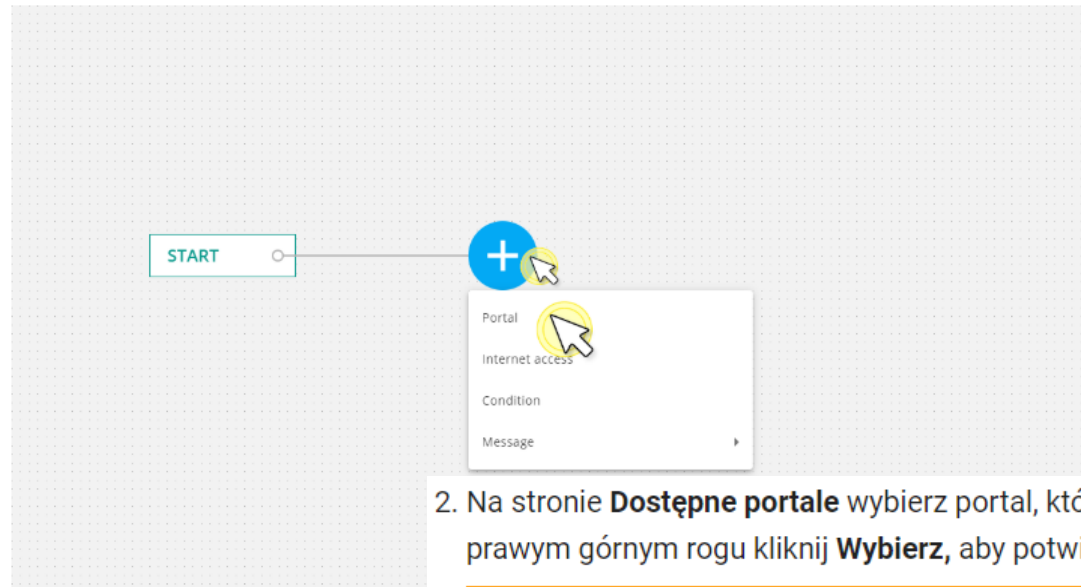 START
Portal
Internet access
Condition
Message
2. Na stronie Dostępne portale wybierz portal, któ
prawym górnym rogu kliknij Wybierz, aby potwi